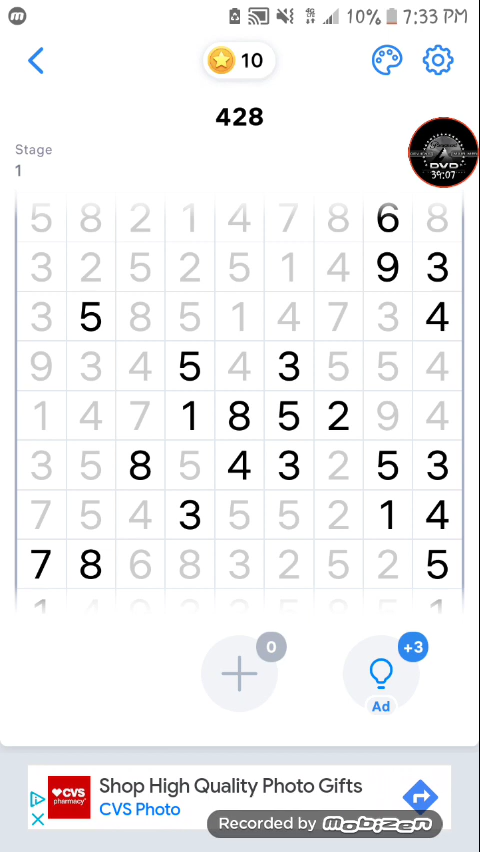 10% 7:33 PM
10
428
Stage
1
DVD
39:07
5 8 2 1 4 7 8 6 8
3 2 5 2 5 1 4 9 3
3 5 8 5 1 4 7 3 4
9 3 4 5 4 3 5 5 4
1 4 7 1 8 5 2 9 4
3 5 8 5 4 3 2 5 3
7 5 4 3 5 5 2 1 4
7 8 6 8 3 2 5 2 5
0
+3
Ad
CVS
pharmacy
Shop High Quality Photo Gifts
CVS Photo
Recorded by mobizen